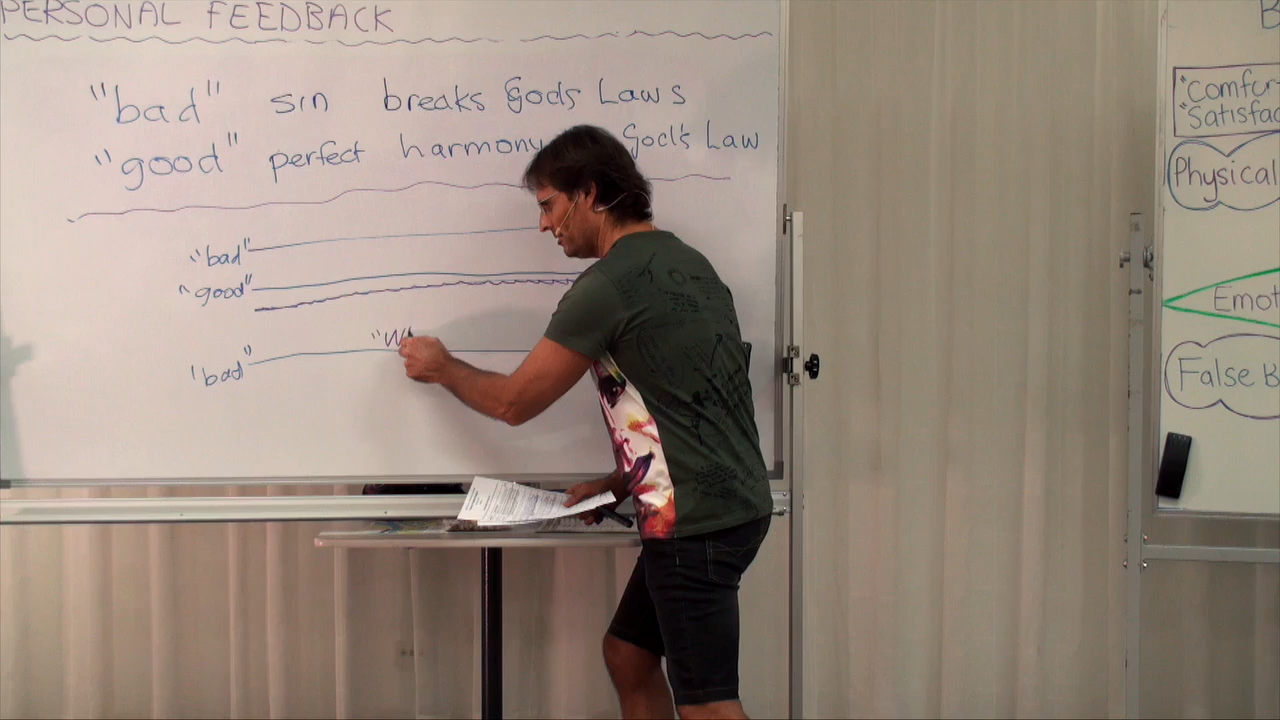 PERSONAL FEEDBACK
"bad" sin breaks Gods Laws
"good" perfect harmony God's Law
"bad"
"good"
"W
"bad"
"Comfor
"Satisfac
Physical
Emot
False B